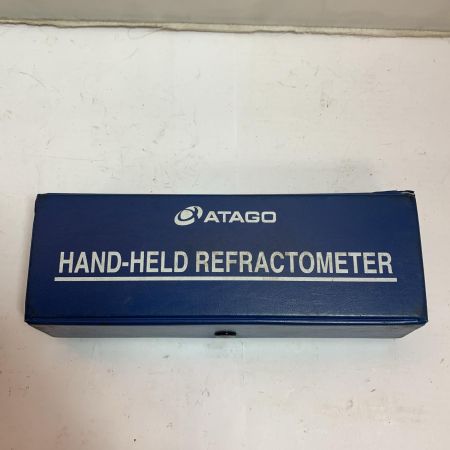 ATAGO
HAND-HELD REFRACTOMETER